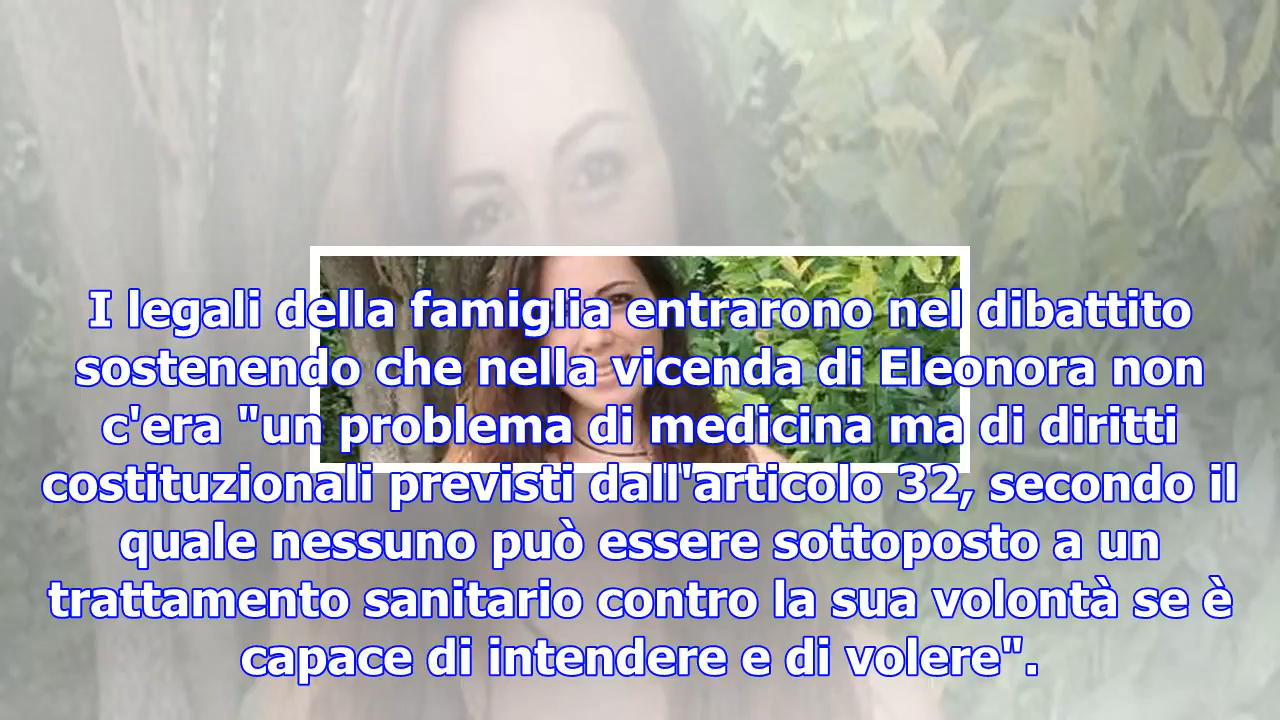 I legali della famiglia entrarono nel dibattito
sostenendo che nella vicenda di Eleonora non
c'era "un problema di medicina ma di diritti
costituzionali previsti dall'articolo 32, secondo il
quale nessuno può essere sottoposto a un
trattamento sanitario contro la sua volontà se è
capace di intendere e di volere".